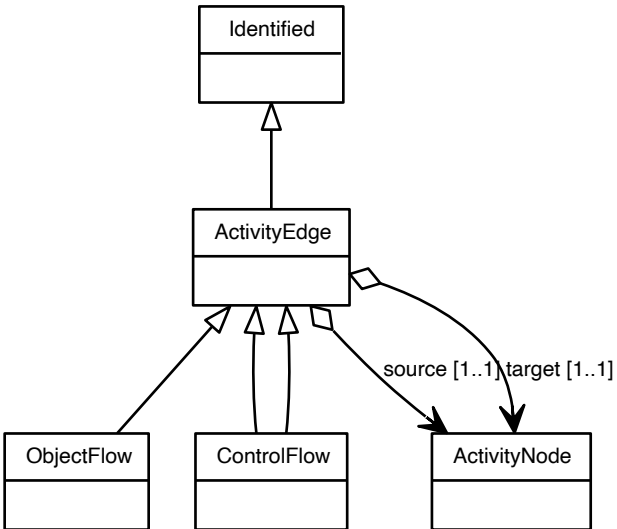 Identified
ActivityEdge
source [1..1] target [1..1]
ObjectFlow
ControlFlow
ActivityNode